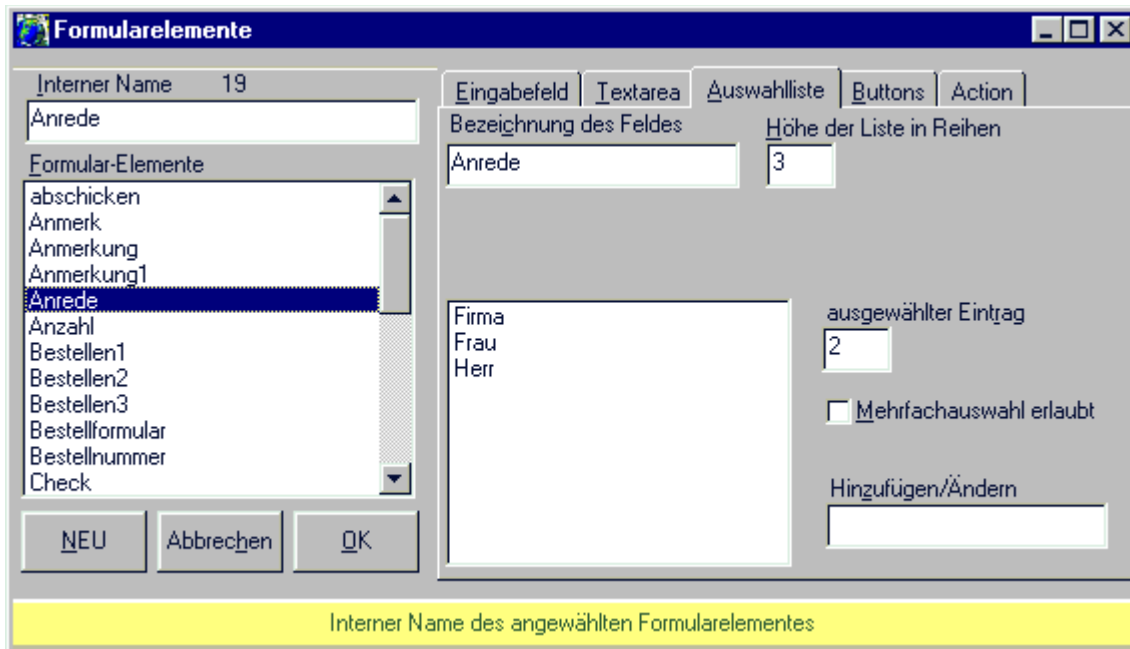 Formularelemente
Interner Name 19
Anrede
Formular-Elemente
abschicken
Anmerk
Anmerkung
Anmerkung1
Anrede
Anzahl
Bestellen1
Bestellen2
Bestellen3
Bestellformular
Bestellnummer
Check
NEU Abbrechen OK
Eingabefeld Textarea Auswahlliste Buttons Action
Bezeichnung des Feldes Höhe der Liste in Reihen
Anrede 3
Firma
Frau
Herr
ausgewählter Eintrag
2
Mehrfachauswahl erlaubt
Hinzufügen/Ändern
Interner Name des angewählten Formularelementes